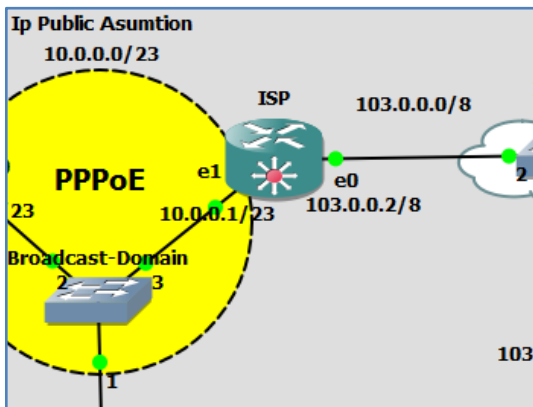 Ip Public Asumtion
10.0.0.0/23
ISP
103.0.0.0/8
PPPoE
e1
e0
2
23
10.0.0.1/23
103.0.0.2/8
Broadcast-Domain
2
3
103
1